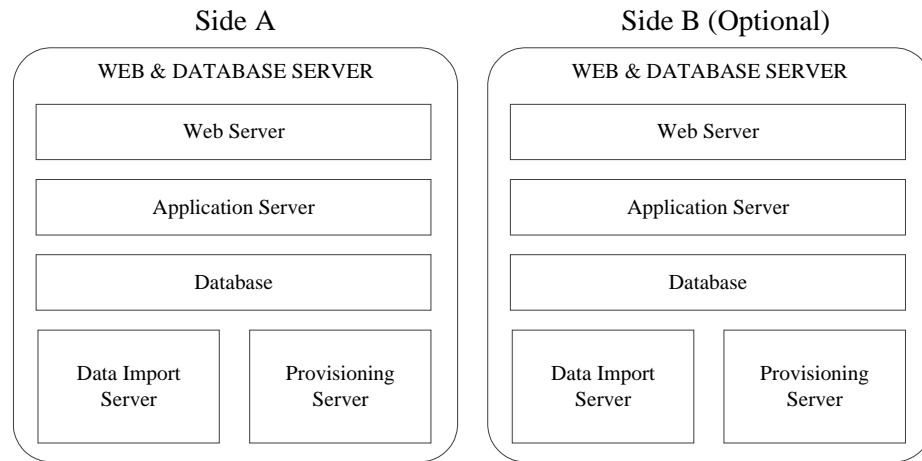 Side A
WEB & DATABASE SERVER
Web Server
Application Server
Database
Data Import
Server
Provisioning
Server
Side B (Optional)
WEB & DATABASE SERVER
Web Server
Application Server
Database
Data Import
Server
Provisioning
Server